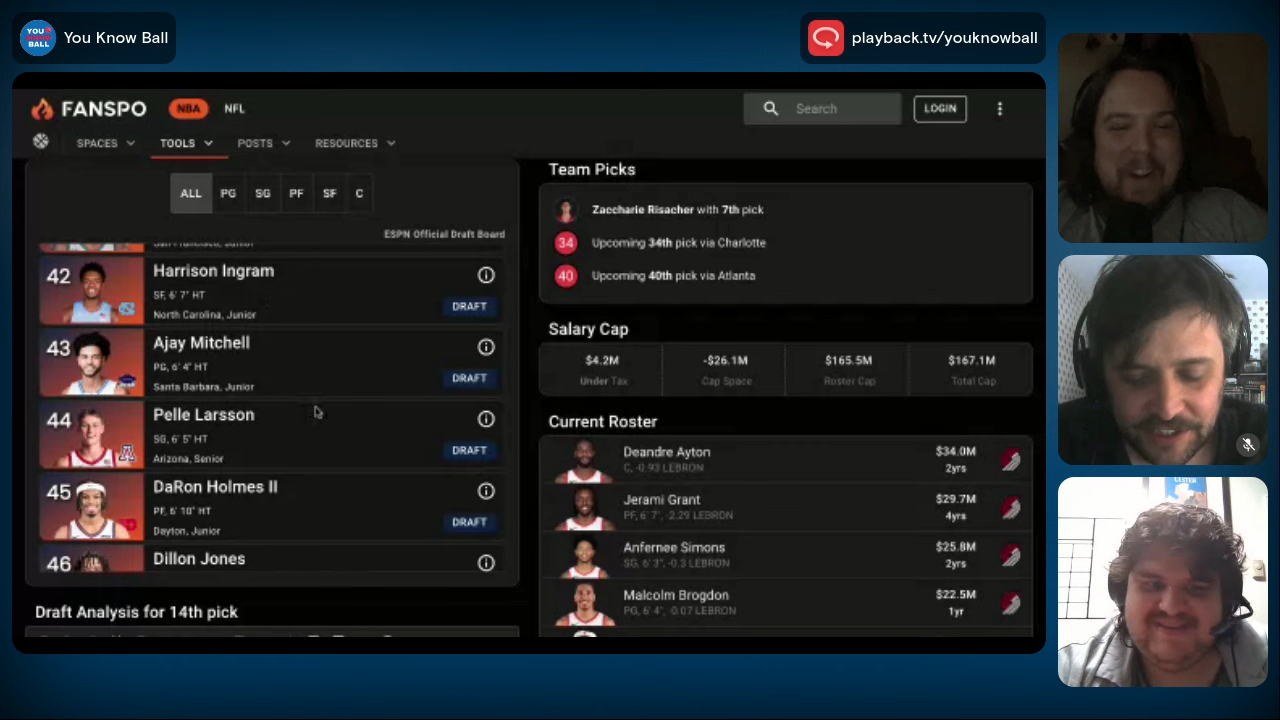 YOU KNOW BALL
You Know Ball
playback.tv/youknowball
FANSPO
NBA
NFL
Search
LOGIN
SPACES
TOOLS
POSTS
RESOURCES
ALL
PG
SG
PF
SF
C
ESPN Official Draft Board
San Francisco, Junior
42
Harrison Ingram
SF, 6' 7" HT
North Carolina, Junior
DRAFT
43
Ajay Mitchell
PG, 6' 4" HT
Santa Barbara, Junior
DRAFT
44
Pelle Larsson
SG, 6' 5" HT
Arizona, Senior
DRAFT
45
DaRon Holmes II
PF, 6' 10" HT
Dayton, Junior
DRAFT
46
Dillon Jones
Draft Analysis for 14th pick
Team Picks
Zaccharie Risacher with 7th pick
34 Upcoming 34th pick via Charlotte
40 Upcoming 40th pick via Atlanta
Salary Cap
$4.2M
Under Tax
-$26.1M
Cap Space
$165.5M
Roster Cap
$167.1M
Total Cap
Current Roster
Deandre Ayton
C, -0.93 LEBRON
$34.0M
2yrs
Jerami Grant
PF, 6' 7", -2.29 LEBRON
$29.7M
4yrs
Anfernee Simons
SG, 6' 3", -0.3 LEBRON
$25.8M
2yrs
Malcolm Brogdon
PG, 6' 4", -0.07 LEBRON
$22.5M
1yr